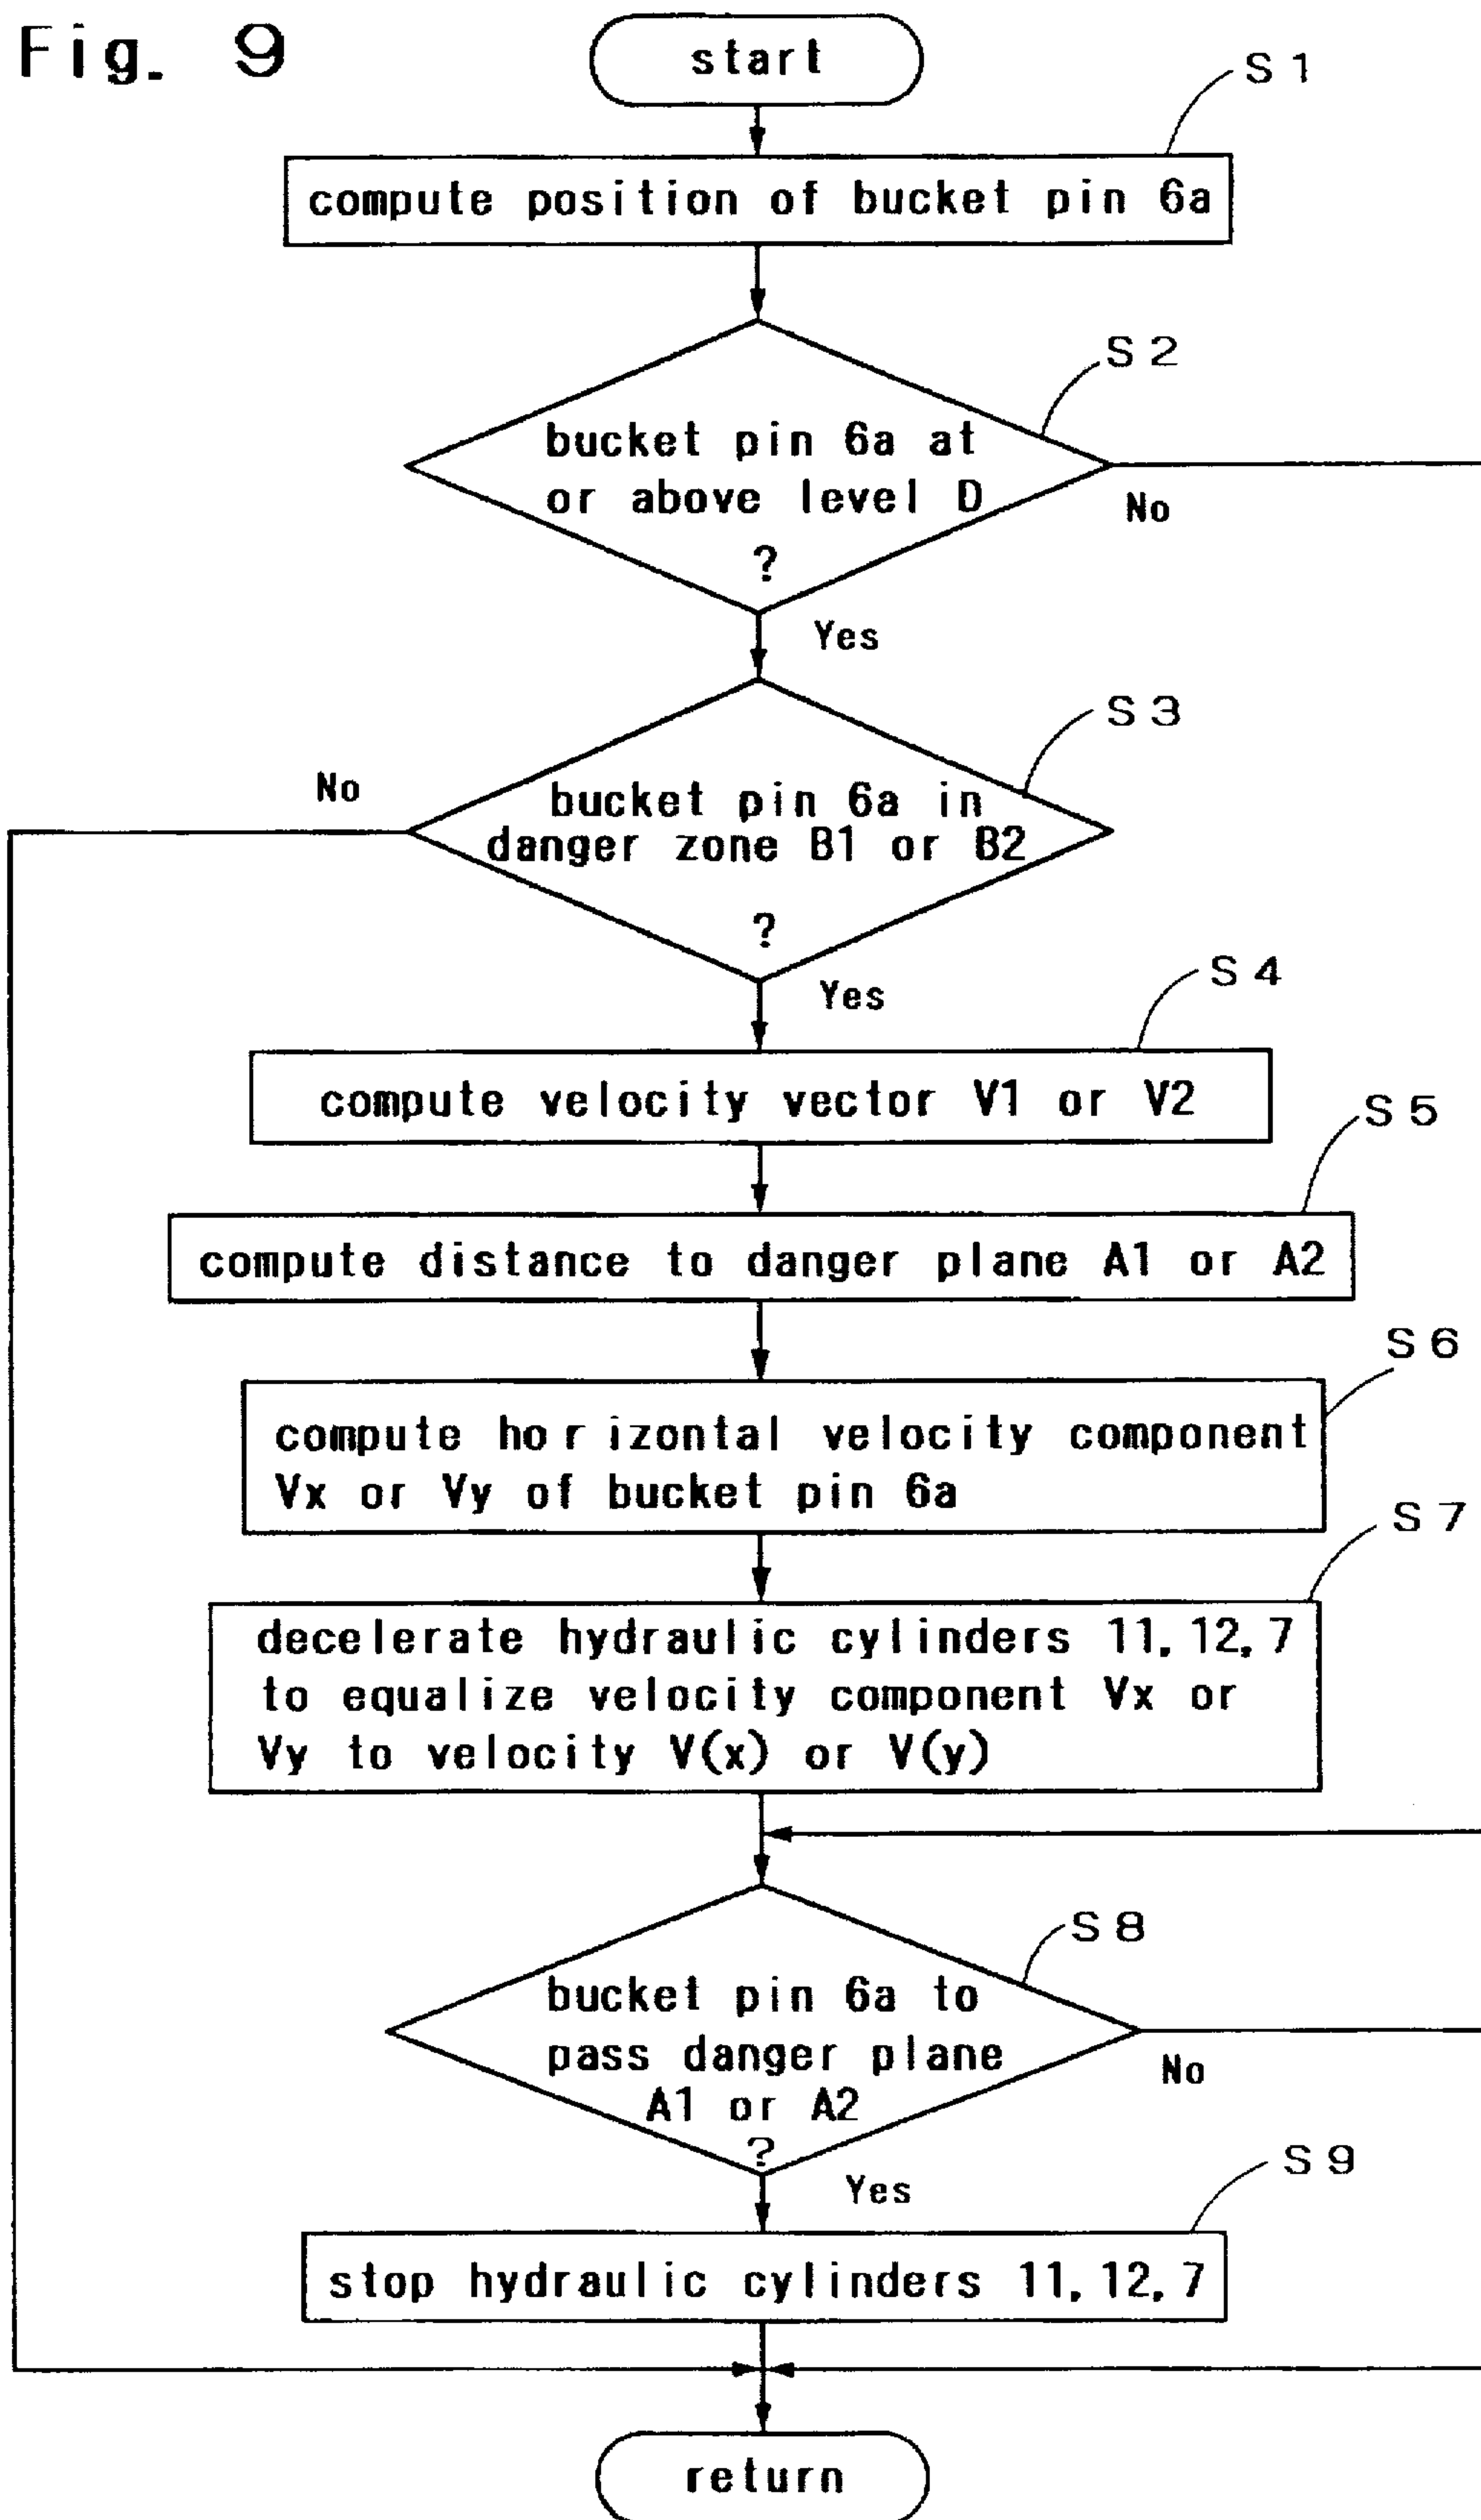 Fig. 9
start
S1
compute position of bucket pin 6a
S2
bucket pin 6a at
or above level D
?
No
Yes
S3
No
bucket pin 6a in
danger zone B1 or B2
?
Yes
S4
compute velocity vector V1 or V2
S5
compute distance to danger plane A1 or A2
S6
compute horizontal velocity component
Vx or Vy of bucket pin 6a
S7
decelerate hydraulic cylinders 11, 12, 7
to equalize velocity component Vx or
Vy to velocity V(x) or V(y)
S8
bucket pin 6a to
pass danger plane
A1 or A2
?
No
Yes
S9
stop hydraulic cylinders 11, 12, 7
return